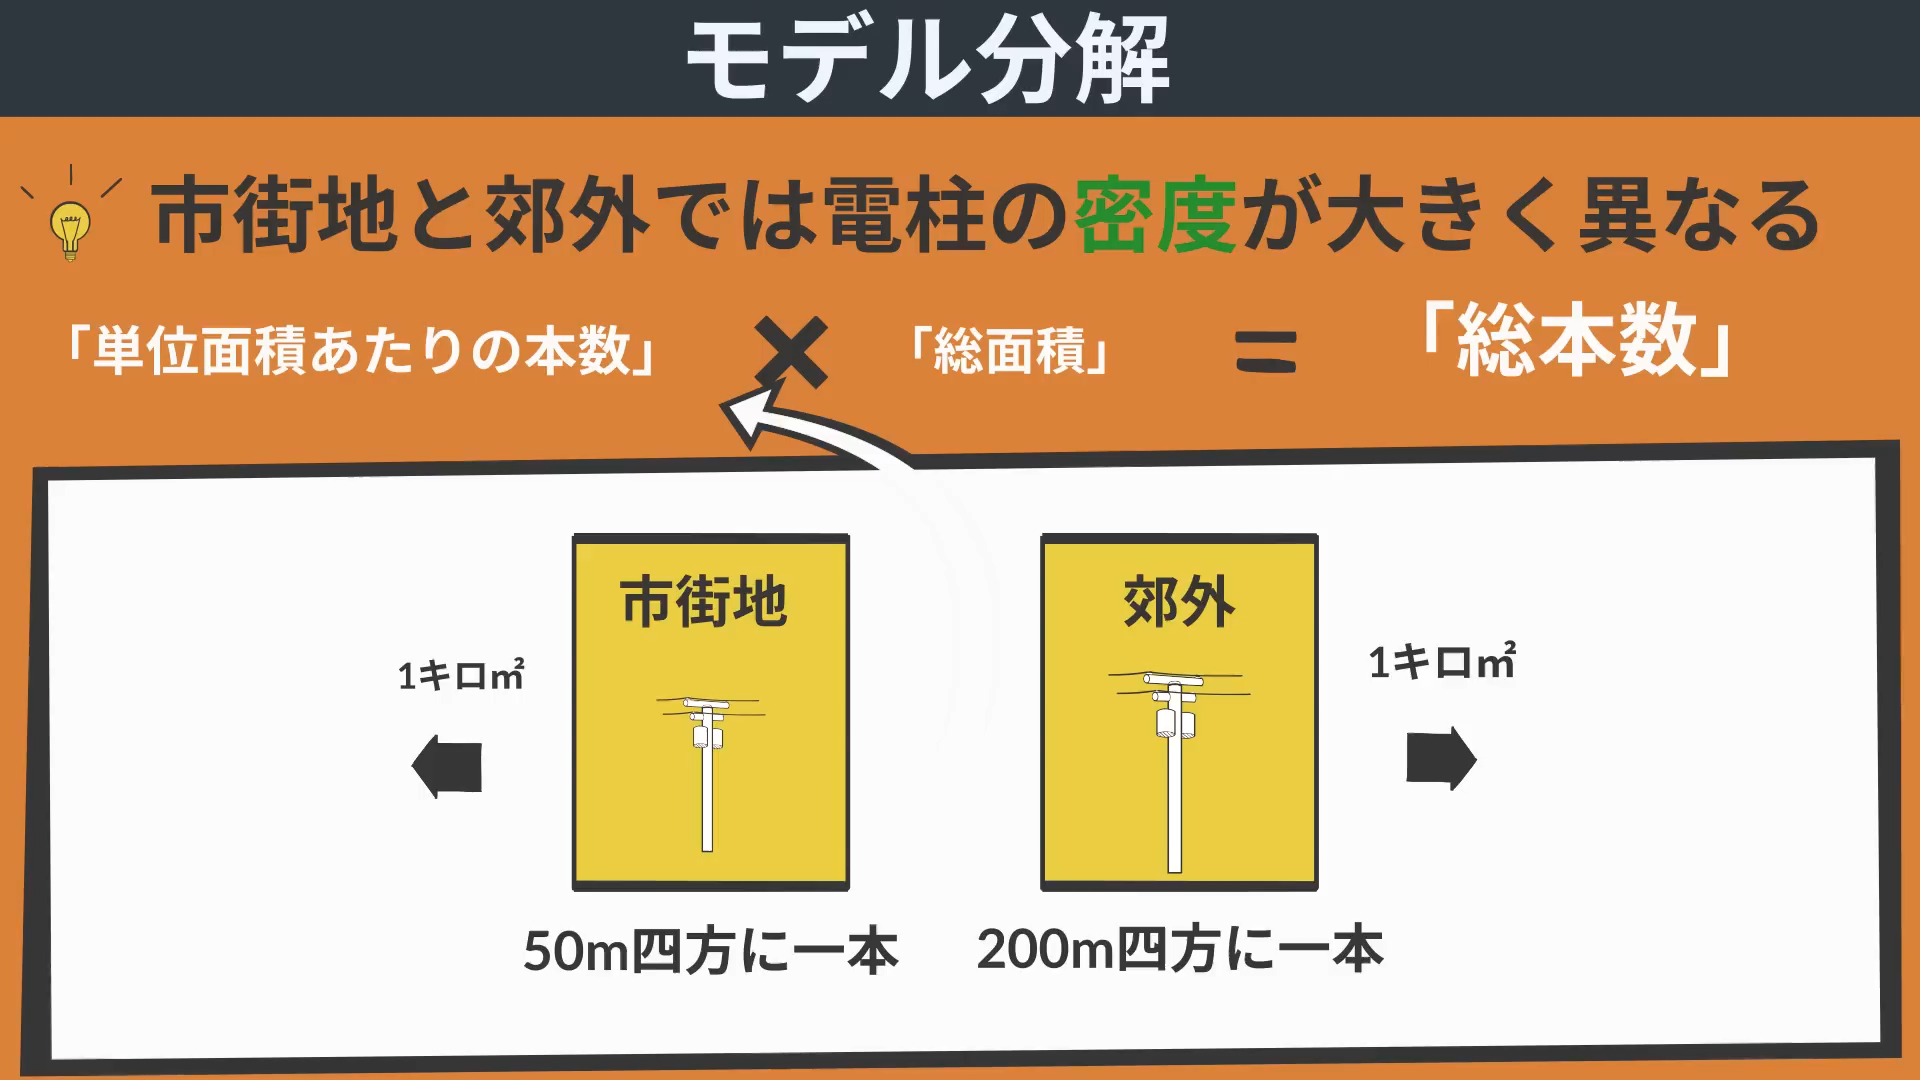 モデル分解
市街地と郊外では電柱の密度が大きく異なる
「単位面積あたりの本数」 × 「総面積」 = 「総本数」
市街地
郊外
1キロ㎡
1キロ㎡
50m四方に一本
200m四方に一本